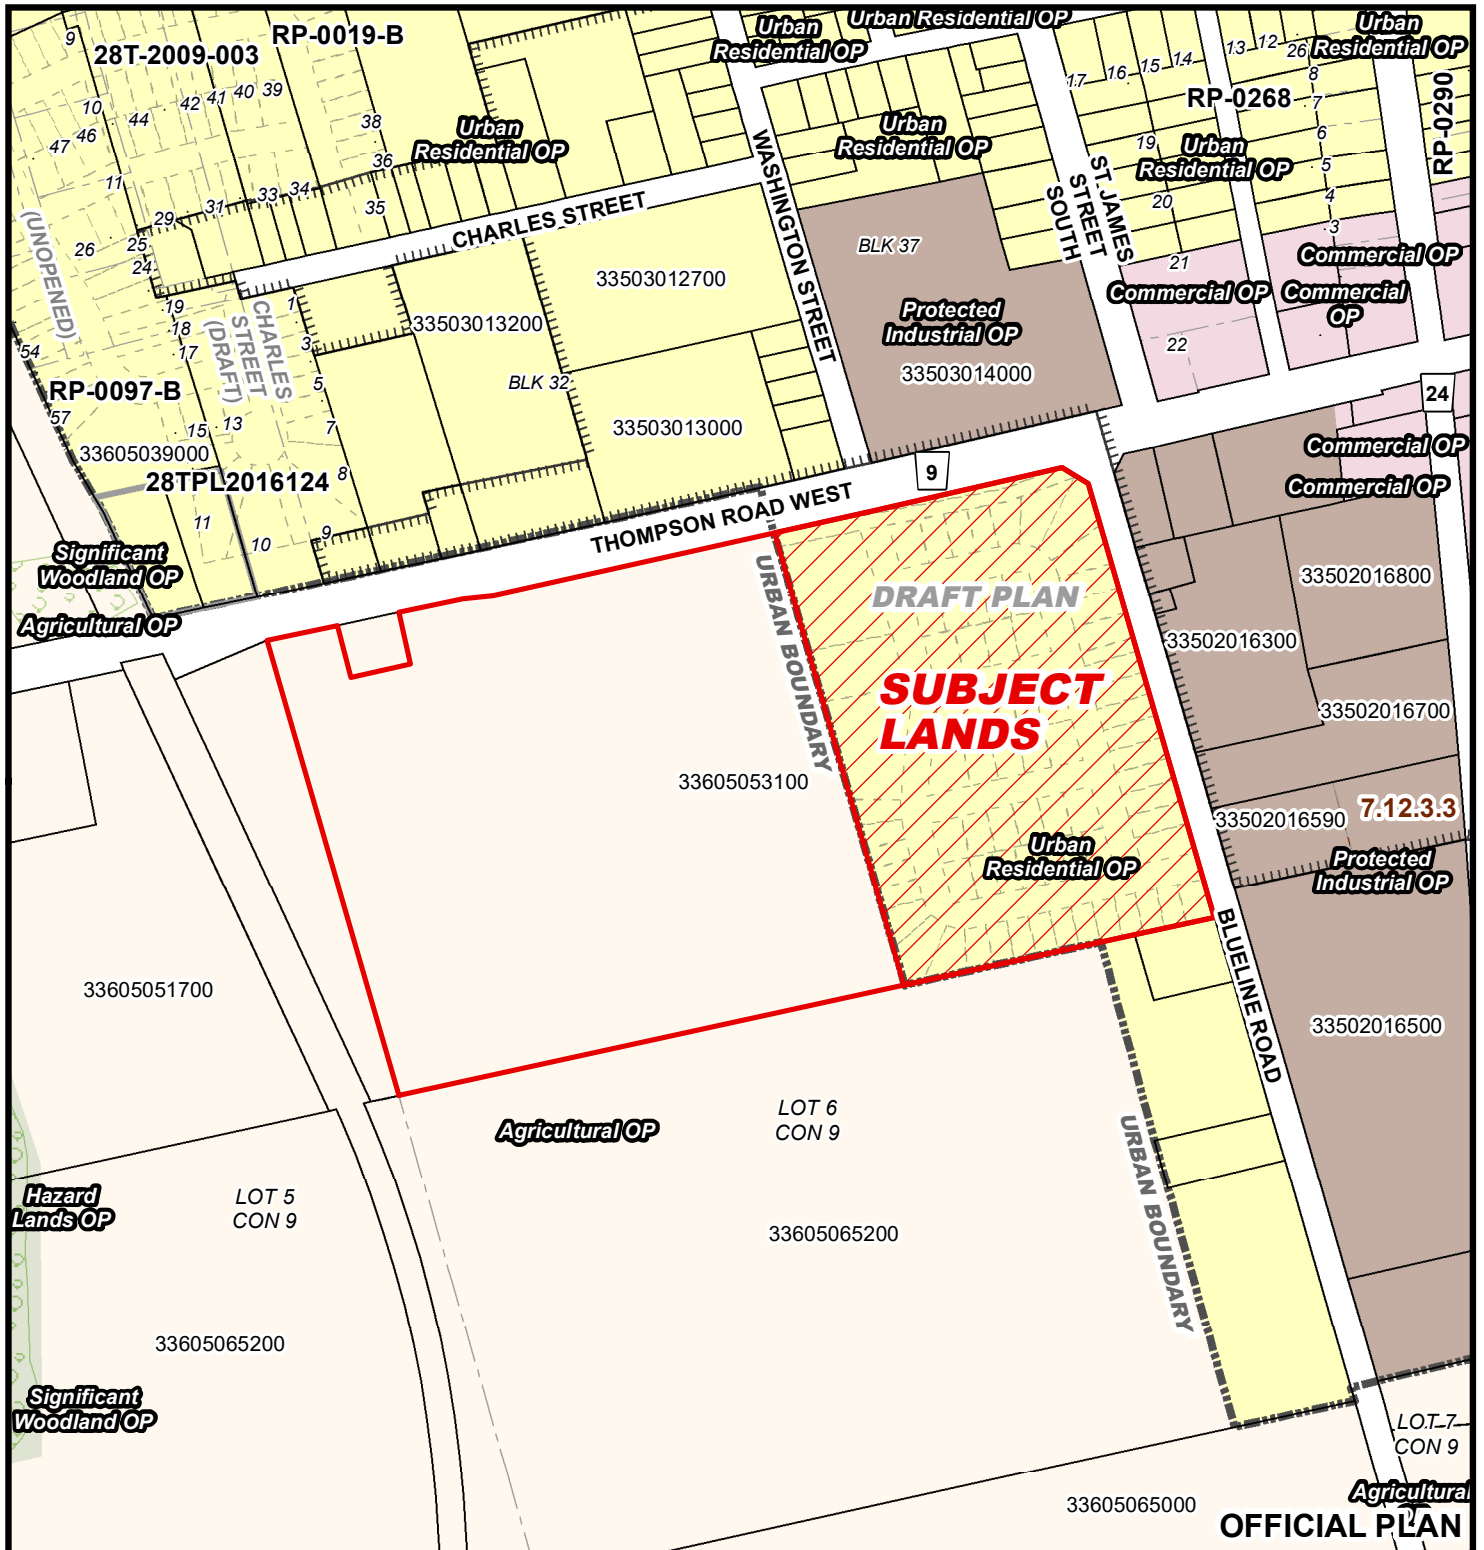 RP-0019-B
28T-2009-003
9
10
42
41
40
39
44
46
47
38
36
11
33
34
35
31
29
26
25
24
(UNOPENED)
Urban
Residential OP
Urban
Residential OP
Urban Residential OP
Urban
Residential OP
Urban
Residential OP
17
16
15
14
13
12
26
8
7
6
5
4
3
RP-0268
RP-0290
19
Urban
Residential OP
20
21
22
CHARLES STREET
WASHINGTON STREET
ST. JAMES
STREET
SOUTH
BLK 37
Protected
Industrial OP
33503014000
Commercial OP
Commercial OP
Commercial
OP
33503012700
33503013200
BLK 32
33503013000
19
18
17
CHARLES
STREET
(DRAFT)
1
3
5
7
8
9
54
57
RP-0097-B
15
13
33605039000
28TPL2016124
11
10
Significant
Woodland OP
Agricultural OP
THOMPSON ROAD WEST
9
24
Commercial OP
Commercial OP
URBAN BOUNDARY
DRAFT PLAN
SUBJECT
LANDS
Urban
Residential OP
33502016800
33502016300
33502016700
33502016590
7.12.3.3
Protected
Industrial OP
33605053100
BLUELINE ROAD
33502016500
33605051700
LOT 6
CON 9
Agricultural OP
URBAN BOUNDARY
Hazard
Lands OP
LOT 5
CON 9
33605065200
33605065200
Significant
Woodland OP
LOT 7
CON 9
33605065000
Agricultural
OFFICIAL PLAN